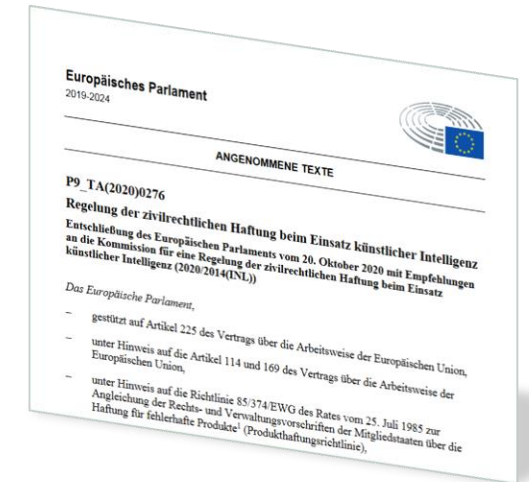 Europäisches Parlament
2019-2024
ANGENOMMENE TEXTE
P9_TA(2020)0276
Regelung der zivilrechtlichen Haftung beim Einsatz künstlicher Intelligenz
Entschließung des Europäischen Parlaments vom 20. Oktober 2020 mit Empfehlungen
an die Kommission für eine Regelung der zivilrechtlichen Haftung beim Einsatz
künstlicher Intelligenz (2020/2014(INL))
Das Europäische Parlament,
– gestützt auf Artikel 225 des Vertrags über die Arbeitsweise der Europäischen Union,
– unter Hinweis auf die Artikel 114 und 169 des Vertrags über die Arbeitsweise der
Europäischen Union,
– unter Hinweis auf die Richtlinie 85/374/EWG des Rates vom 25. Juli 1985 zur
Angleichung der Rechts- und Verwaltungsvorschriften der Mitgliedstaaten über die
Haftung für fehlerhafte Produkte¹ (Produkthaftungsrichtlinie),